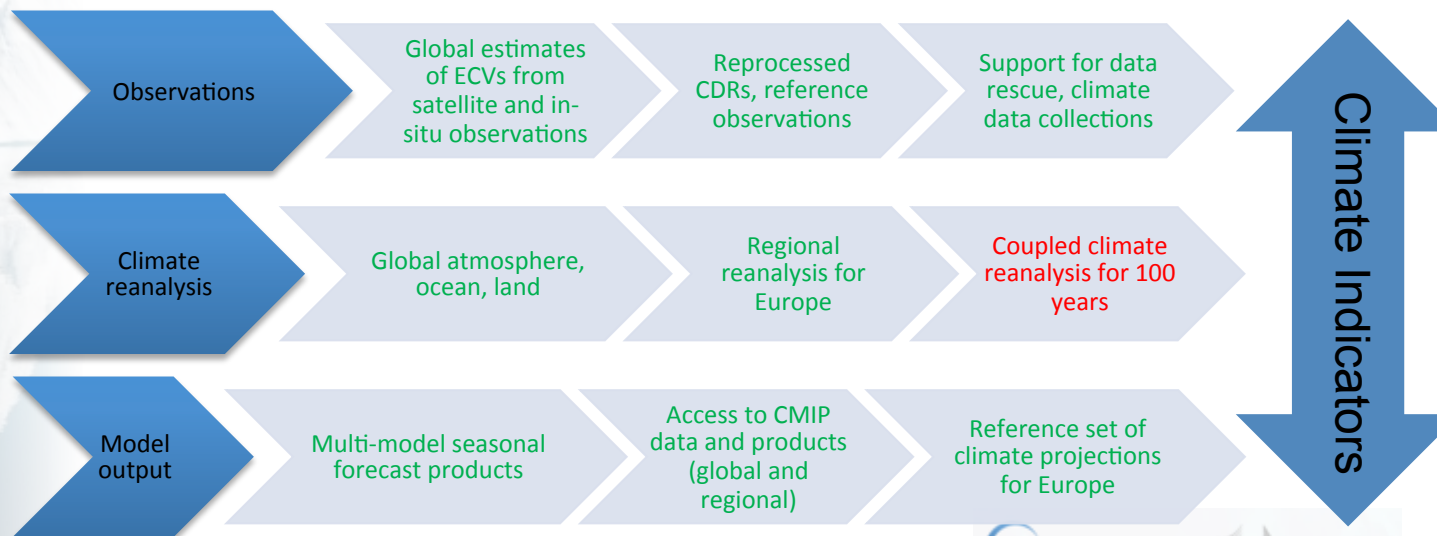 Observations
Global estimates
of ECVs from
satellite and in-
situ observations
Reprocessed
CDRs, reference
observations
Support for data
rescue, climate
data collections
Climate
reanalysis
Global atmosphere,
ocean, land
Regional
reanalysis for
Europe
Coupled climate
reanalysis for 100
years
Model
output
Multi-model seasonal
forecast products
Access to CMIP
data and products
(global and
regional)
Reference set of
climate projections
for Europe
Climate Indicators